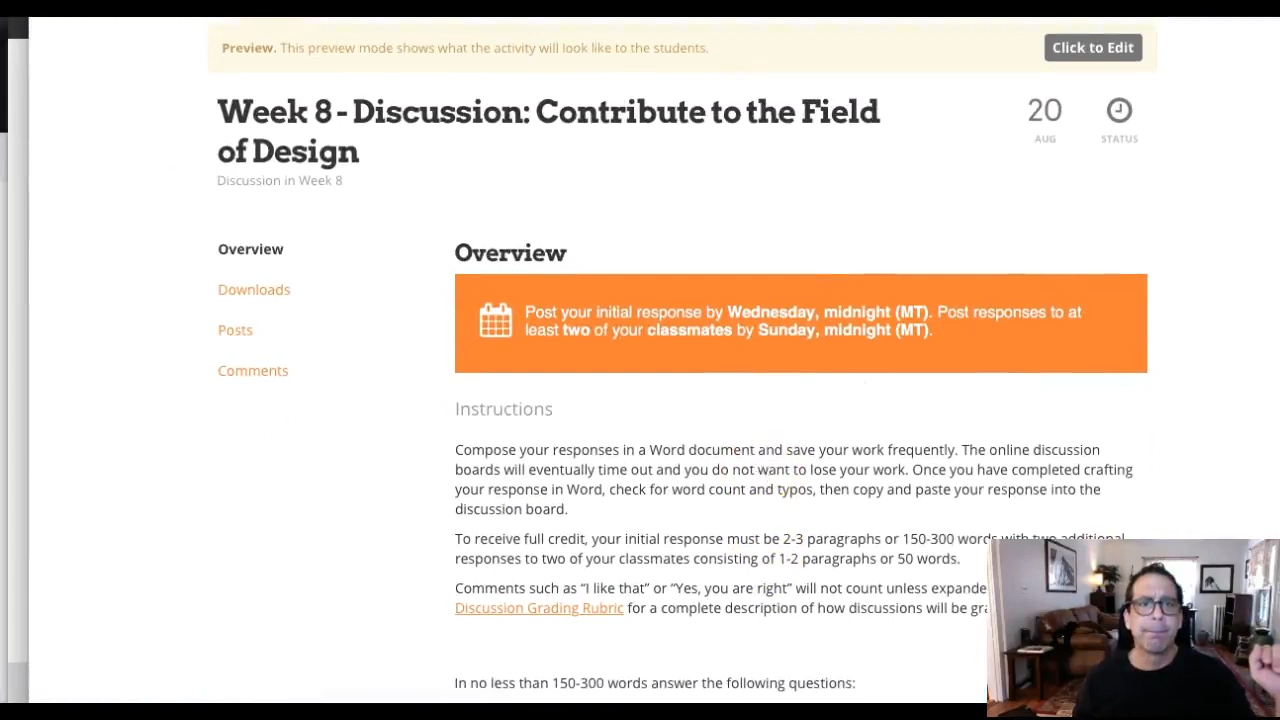 Preview. This preview mode shows what the activity will look like to the students.
Click to Edit
Week 8 - Discussion: Contribute to the Field
of Design
20
AUG
STATUS
Discussion in Week 8
Overview
Downloads
Posts
Comments
Overview
Post your initial response by Wednesday, midnight (MT). Post responses to at
least two of your classmates by Sunday, midnight (MT).
Instructions
Compose your responses in a Word document and save your work frequently. The online discussion
boards will eventually time out and you do not want to lose your work. Once you have completed crafting
your response in Word, check for word count and typos, then copy and paste your response into the
discussion board.
To receive full credit, your initial response must be 2-3 paragraphs or 150-300 words with two additional
responses to two of your classmates consisting of 1-2 paragraphs or 50 words.
Comments such as “I like that” or “Yes, you are right” will not count unless
Discussion Grading Rubric for a complete description of how discussions will be
In no less than 150-300 words answer the following questions: